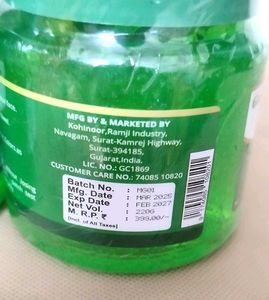 MFG BY & MARKETED BY
Kohinoor,Ramji Industry,
Navagam, Surat-Kamrej Highway,
Surat-394185,
Gujarat,India.
LIC. NO.: GC1869
CUSTOMER CARE NO.: 74085 10820
Batch No. : MG01
Mfg. Date : MAR 2025
Exp Date : FEB 2027
Net Vol. : 220G
M. R.P. ₹ : 399.00/-
(Incl. of All Taxes)